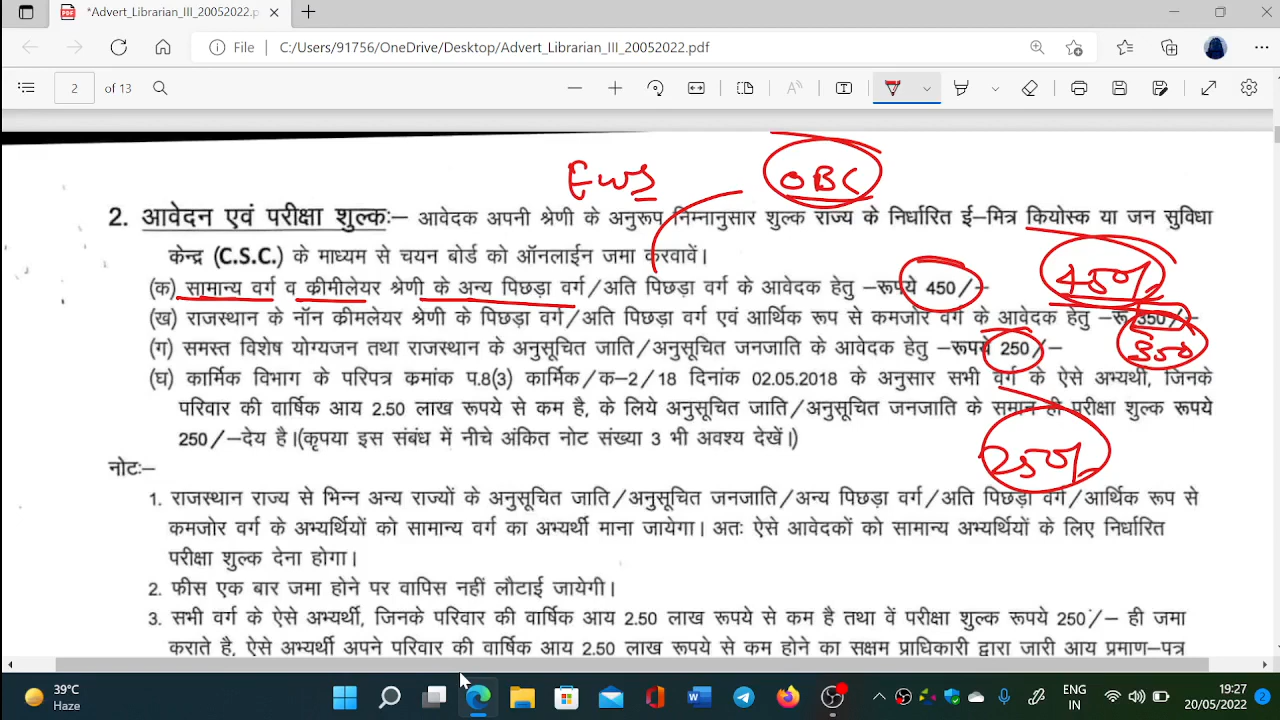 *Advert_Librarian_III_20052022.p
File C:/Users/91756/OneDrive/Desktop/Advert_Librarian_III_20052022.pdf
2 of 13
EWS OBC
2. आवेदन एवं परीक्षा शुल्कः– आवेदक अपनी श्रेणी के अनुरूप निम्नानुसार शुल्क राज्य के निर्धारित ई–मित्र कियोस्क या जन सुविधा
केन्द्र (C.S.C.) के माध्यम से चयन बोर्ड को ऑनलाईन जमा करवावें।
(क) सामान्य वर्ग व क्रीमीलेयर श्रेणी के अन्य पिछड़ा वर्ग/अति पिछड़ा वर्ग के आवेदक हेतु –रूपये 450/–
450/.
(ख) राजस्थान के नॉन क्रीमलेयर श्रेणी के पिछड़ा वर्ग/अति पिछड़ा वर्ग एवं आर्थिक रूप से कमजोर वर्ग के आवेदक हेतु –रू 350/–
350
(ग) समस्त विशेष योग्यजन तथा राजस्थान के अनुसूचित जाति/अनुसूचित जनजाति के आवेदक हेतु –रूपये 250/–
(घ) कार्मिक विभाग के परिपत्र क्रमांक प.8(3) कार्मिक/क–2/18 दिनांक 02.05.2018 के अनुसार सभी वर्ग के ऐसे अभ्यर्थी, जिनके
परिवार की वार्षिक आय 2.50 लाख रूपये से कम है, के लिये अनुसूचित जाति/अनुसूचित जनजाति के समान ही परीक्षा शुल्क रूपये
250/–देय है।(कृपया इस संबंध में नीचे अंकित नोट संख्या 3 भी अवश्य देखें।)
250/.
नोटः–
1. राजस्थान राज्य से भिन्न अन्य राज्यों के अनुसूचित जाति/अनुसूचित जनजाति/अन्य पिछड़ा वर्ग/अति पिछड़ा वर्ग/आर्थिक रूप से
कमजोर वर्ग के अभ्यर्थियों को सामान्य वर्ग का अभ्यर्थी माना जायेगा। अतः ऐसे आवेदकों को सामान्य अभ्यर्थियों के लिए निर्धारित
परीक्षा शुल्क देना होगा।
2. फीस एक बार जमा होने पर वापिस नहीं लौटाई जायेगी।
3. सभी वर्ग के ऐसे अभ्यर्थी, जिनके परिवार की वार्षिक आय 2.50 लाख रूपये से कम है तथा वें परीक्षा शुल्क रूपये 250/– ही जमा
कराते है, ऐसे अभ्यर्थी अपने परिवार की वार्षिक आय 2.50 लाख रूपये से कम होने का सक्षम प्राधिकारी द्वारा जारी आय प्रमाण–पत्र
39°C
Haze
ENG
IN
19:27
20/05/2022
2